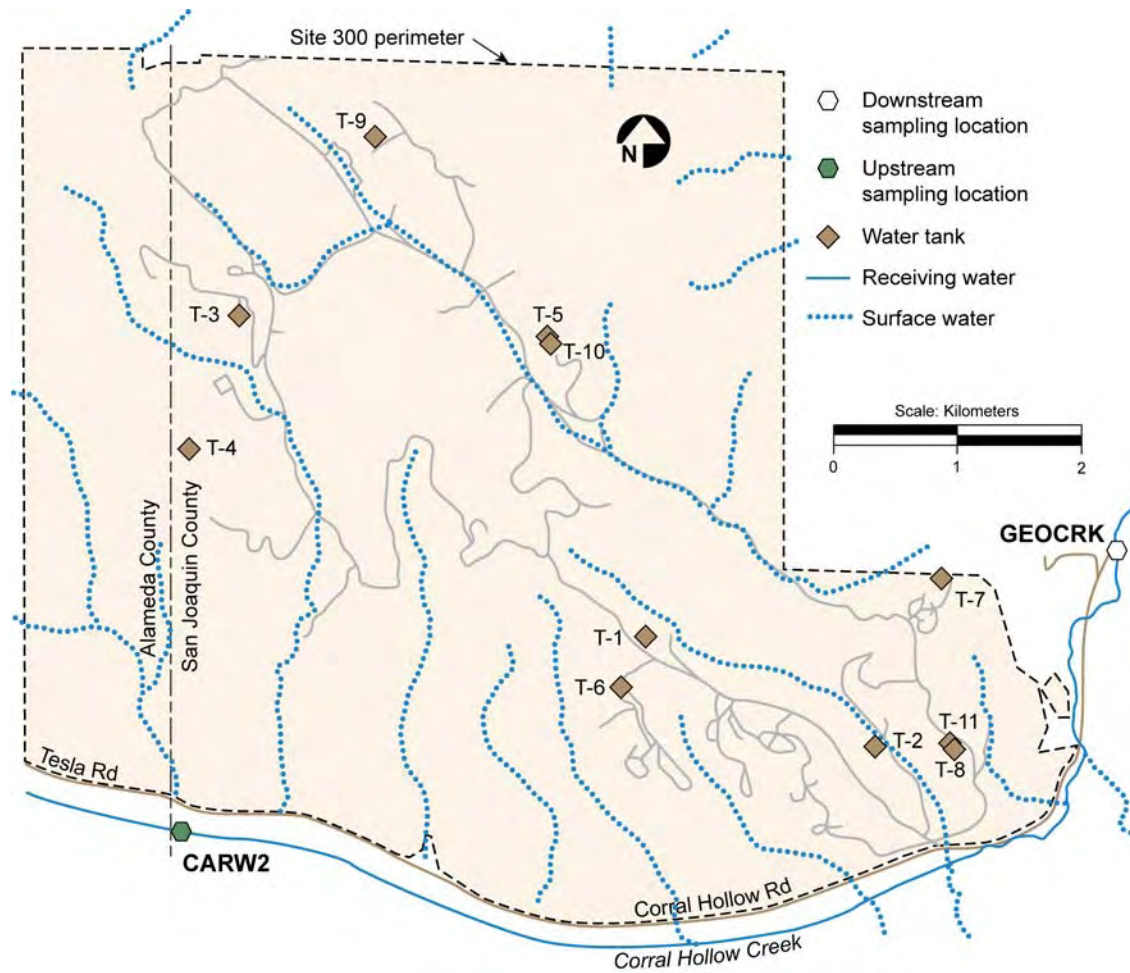 Site 300 perimeter
T-9
N
Downstream
sampling location
Upstream
sampling location
Water tank
Receiving water
Surface water
T-3
T-5
T-10
Scale: Kilometers
0 1 2
T-4
Alameda County
San Joaquin County
GEOCRK
T-7
T-1
T-6
T-11
T-2
T-8
Tesla Rd
CARW2
Corral Hollow Rd
Corral Hollow Creek